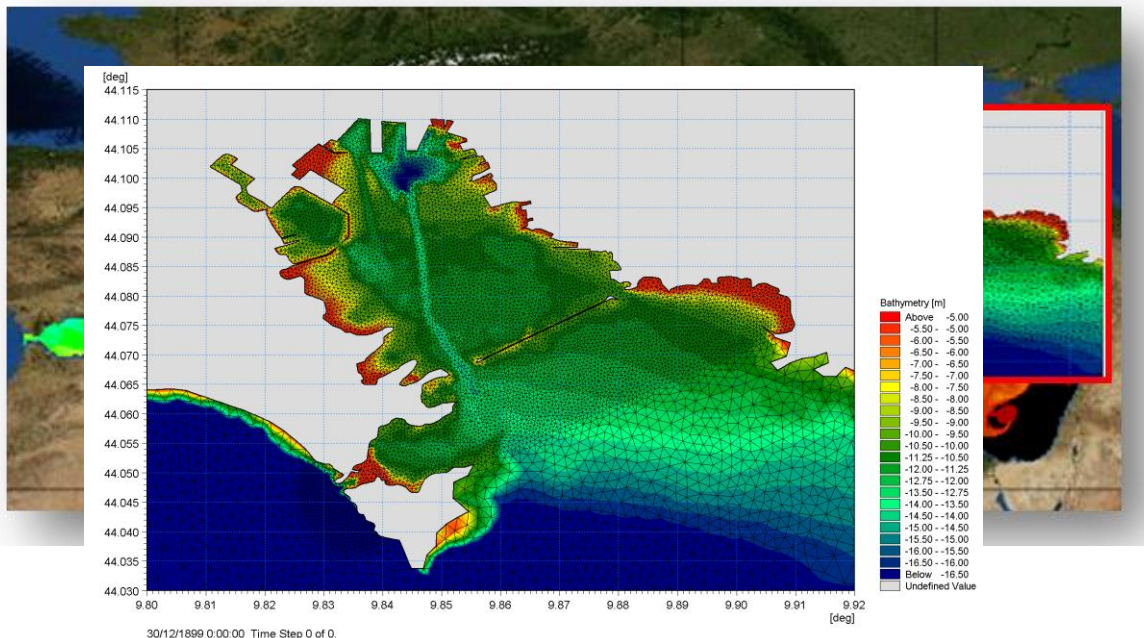 [deg]
44.115
44.110
44.105
44.100
44.095
44.090
44.085
44.080
44.075
44.070
44.065
44.060
44.055
44.050
44.045
44.040
44.035
44.030
9.80 9.81 9.82 9.83 9.84 9.85 9.86 9.87 9.88 9.89 9.90 9.91 9.92
[deg]
30/12/1899 0:00:00 Time Step 0 of 0.
Bathymetry [m]
Above -5.00
-5.50 - -5.00
-6.00 - -5.50
-6.50 - -6.00
-7.00 - -6.50
-7.50 - -7.00
-8.00 - -7.50
-8.50 - -8.00
-9.00 - -8.50
-9.50 - -9.00
-10.00 - -9.50
-10.50 - -10.00
-11.25 - -10.50
-12.00 - -11.25
-12.75 - -12.00
-13.50 - -12.75
-14.00 - -13.50
-14.50 - -14.00
-15.00 - -14.50
-15.50 - -15.00
-16.00 - -15.50
-16.50 - -16.00
Below -16.50
Undefined Value